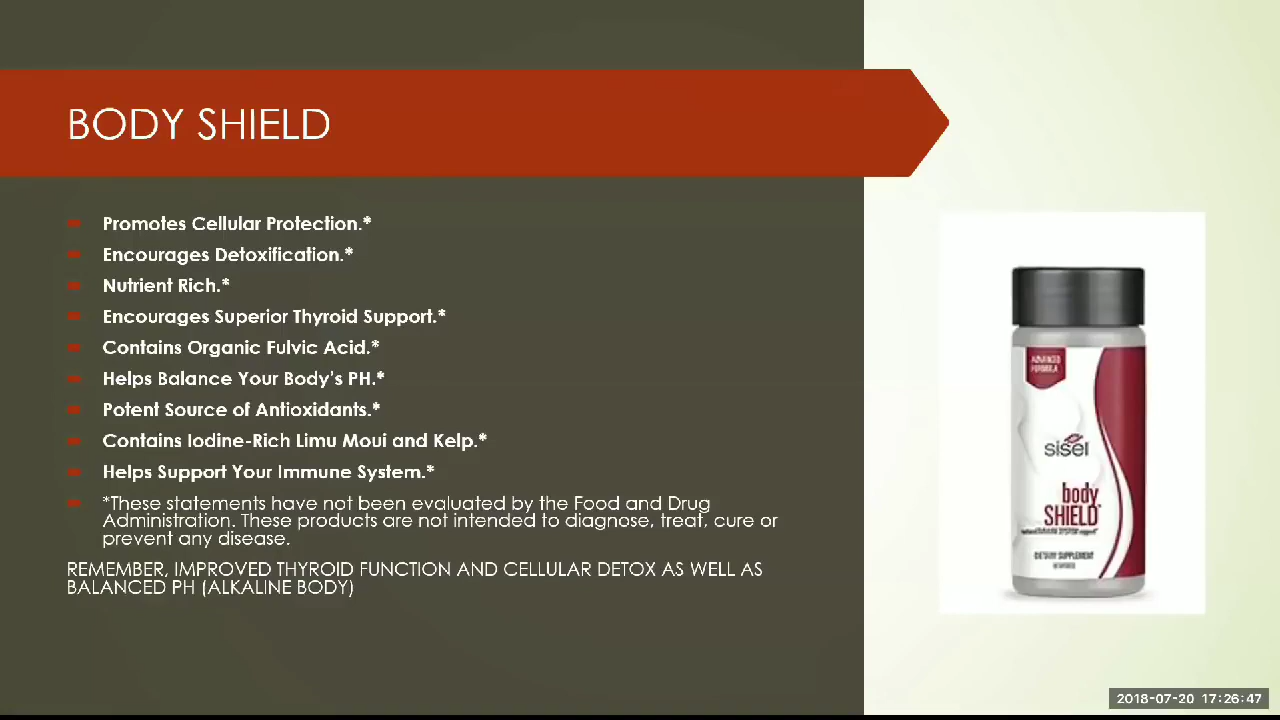 BODY SHIELD
Promotes Cellular Protection.*
Encourages Detoxification.*
Nutrient Rich.*
Encourages Superior Thyroid Support.*
Contains Organic Fulvic Acid.*
Helps Balance Your Body's PH.*
Potent Source of Antioxidants.*
Contains Iodine-Rich Limu Moui and Kelp.*
Helps Support Your Immune System.*
*These statements have not been evaluated by the Food and Drug
Administration. These products are not intended to diagnose, treat, cure or
prevent any disease.
REMEMBER, IMPROVED THYROID FUNCTION AND CELLULAR DETOX AS WELL AS
BALANCED PH (ALKALINE BODY)
ADVANCED
FORMULA
sisel
body
SHIELD
DIETARY SUPPLEMENT
2018-07-20 17:26:47